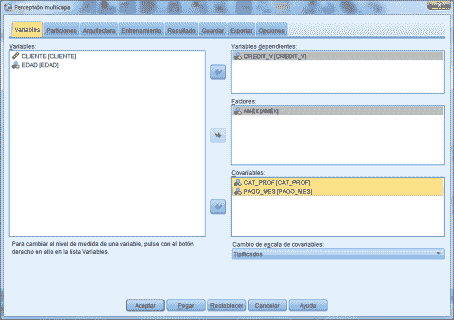 Perceptrón multicapa
Variables Particiones Arquitectura Entrenamiento Resultado Guardar Exportar Opciones
Variables:
CLIENTE [CLIENTE]
EDAD [EDAD]
Variables dependientes:
CREDIT_V [CREDIT_V]
Factores:
Covariables:
CAT_PROF [CAT_PROF]
PAGO_MES [PAGO_MES]
Para cambiar el nivel de medida de una variable, pulse con el botón
derecho en ella en la lista Variables.
Cambio de escala de covariables:
Tipificados
Aceptar Pegar Restablecer Cancelar Ayuda